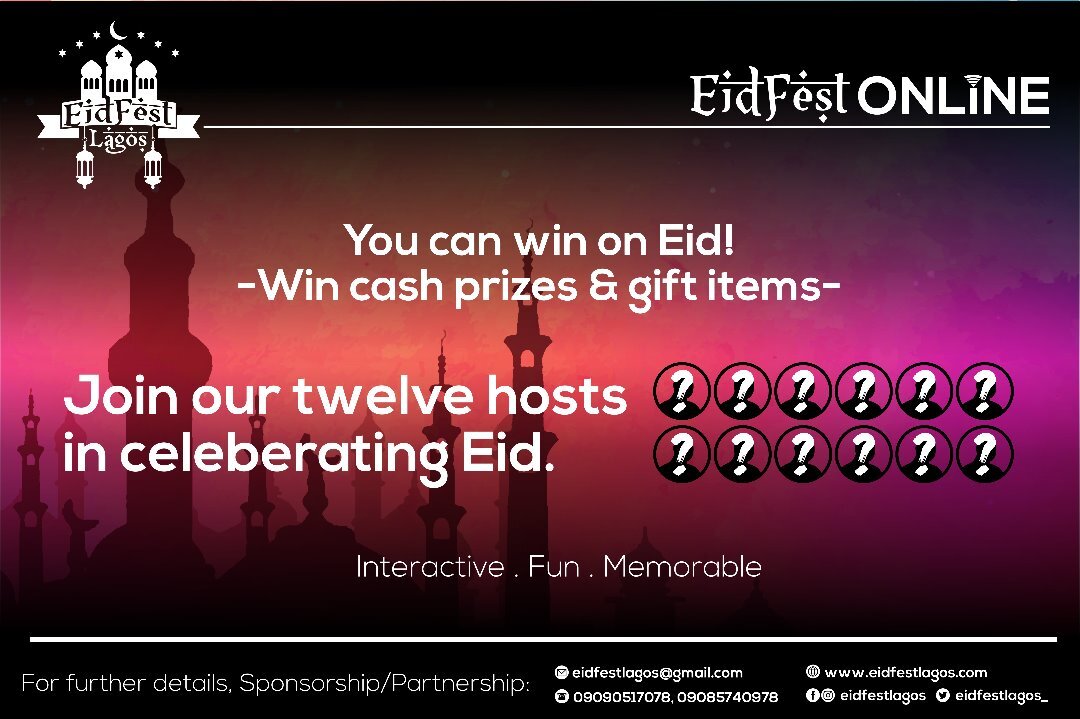 EidFest
Lagos
EidFest ONLINE
You can win on Eid!
-Win cash prizes & gift items-
Join our twelve hosts
in celeberating Eid.
? ? ? ? ? ?
? ? ? ? ? ?
Interactive . Fun . Memorable
For further details, Sponsorship/Partnership:
eidfestlagos@gmail.com
09090517078, 09085740978
www.eidfestlagos.com
eidfestlagos eidfestlagos_